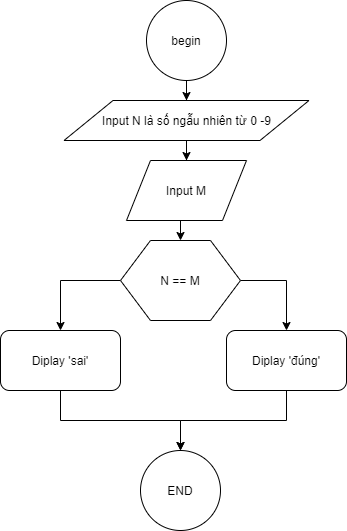 begin
Input N là số ngẫu nhiên từ 0 -9
Input M
N == M
Diplay 'sai'
Diplay 'đúng'
END